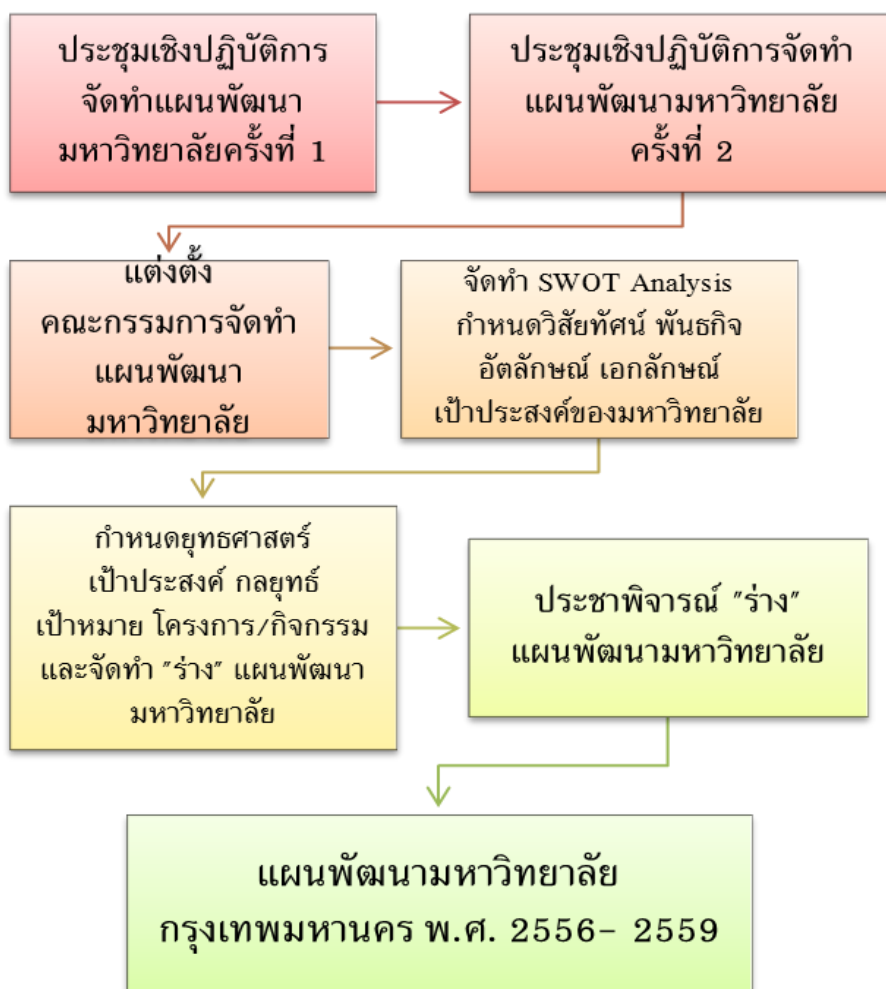 ประชุมเชิงปฏิบัติการ
จัดทำแผนพัฒนา
มหาวิทยาลัยครั้งที่ 1
ประชุมเชิงปฏิบัติการจัดทำ
แผนพัฒนามหาวิทยาลัย
ครั้งที่ 2
แต่งตั้ง
คณะกรรมการจัดทำ
แผนพัฒนา
มหาวิทยาลัย
จัดทำ SWOT Analysis
กำหนดวิสัยทัศน์ พันธกิจ
อัตลักษณ์ เอกลักษณ์
เป้าประสงค์ของมหาวิทยาลัย
กำหนดยุทธศาสตร์
เป้าประสงค์ กลยุทธ์
เป้าหมาย โครงการ/กิจกรรม
และจัดทำ "ร่าง" แผนพัฒนา
มหาวิทยาลัย
ประชาพิจารณ์ "ร่าง"
แผนพัฒนามหาวิทยาลัย
แผนพัฒนามหาวิทยาลัย
กรุงเทพมหานคร พ.ศ. 2556- 2559